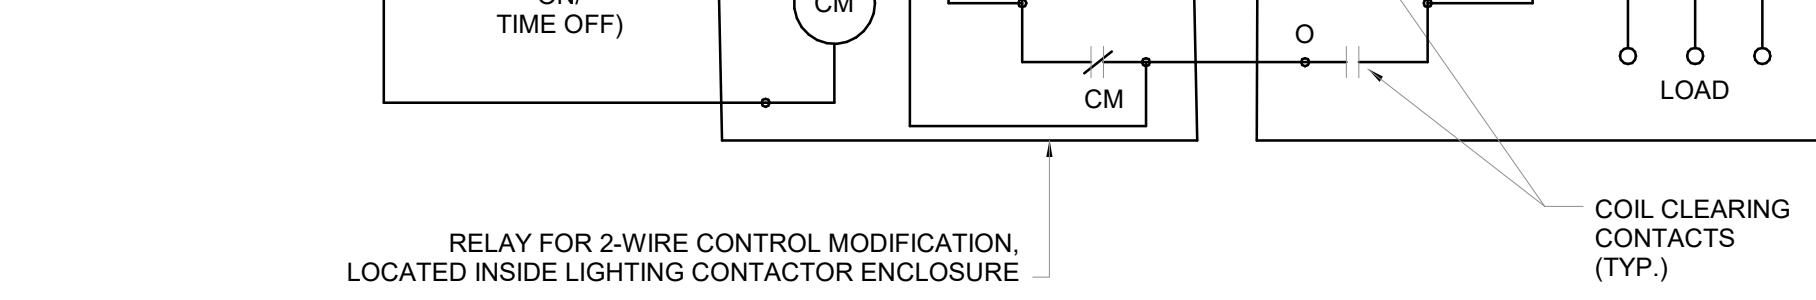 ON/
TIME OFF)
CM
O
CM
LOAD
COIL CLEARING
CONTACTS
(TYP.)
RELAY FOR 2-WIRE CONTROL MODIFICATION,
LOCATED INSIDE LIGHTING CONTACTOR ENCLOSURE